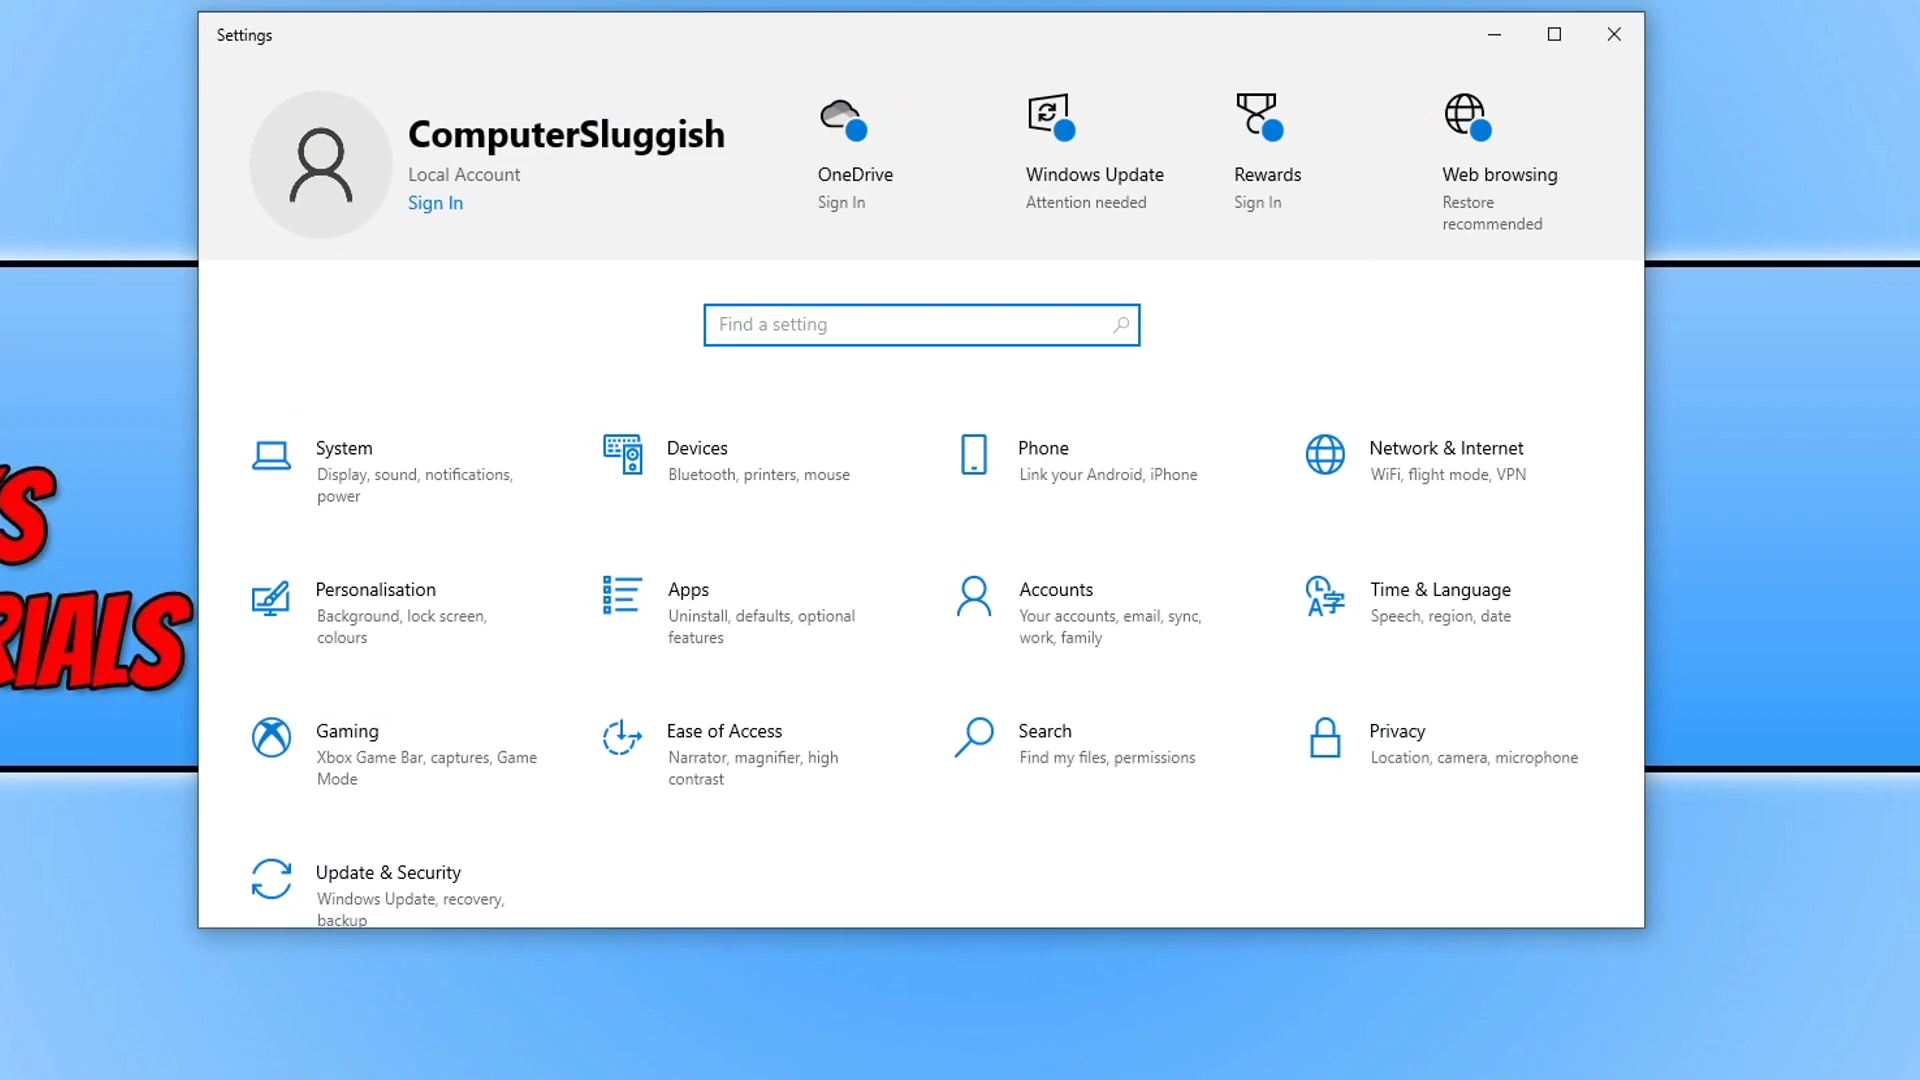 Settings
ComputerSluggish
Local Account
Sign In
OneDrive
Sign In
Windows Update
Attention needed
Rewards
Sign In
Web browsing
Restore
recommended
Find a setting
System
Display, sound, notifications,
power
Devices
Bluetooth, printers, mouse
Phone
Link your Android, iPhone
Network & Internet
WiFi, flight mode, VPN
Personalisation
Background, lock screen,
colours
Apps
Uninstall, defaults, optional
features
Accounts
Your accounts, email, sync,
work, family
Time & Language
Speech, region, date
Gaming
Xbox Game Bar, captures, Game
Mode
Ease of Access
Narrator, magnifier, high
contrast
Search
Find my files, permissions
Privacy
Location, camera, microphone
Update & Security
Windows Update, recovery,
backup